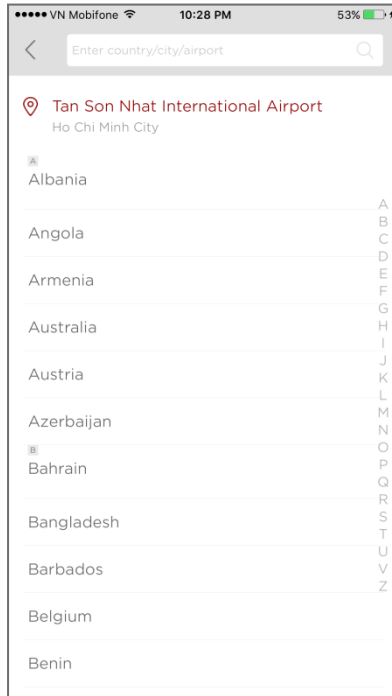 VN Mobifone 10:28 PM 53%
Enter country/city/airport
Tan Son Nhat International Airport
Ho Chi Minh City
A
Albania
Angola
Armenia
Australia
Austria
Azerbaijan
B
Bahrain
Bangladesh
Barbados
Belgium
Benin
A
B
C
D
E
F
G
H
I
J
K
L
M
N
O
P
Q
R
S
T
U
V
Z